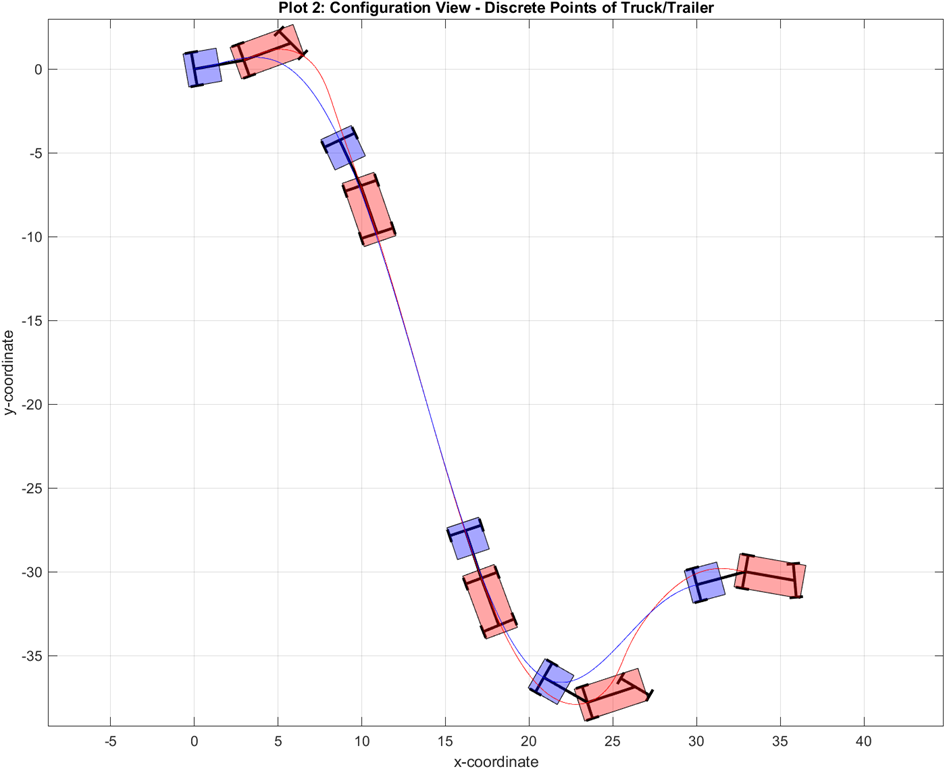 Plot 2: Configuration View - Discrete Points of Truck/Trailer
0
-5
-10
-15
-20
-25
-30
-35
y-coordinate
-5 0 5 10 15 20 25 30 35 40
x-coordinate